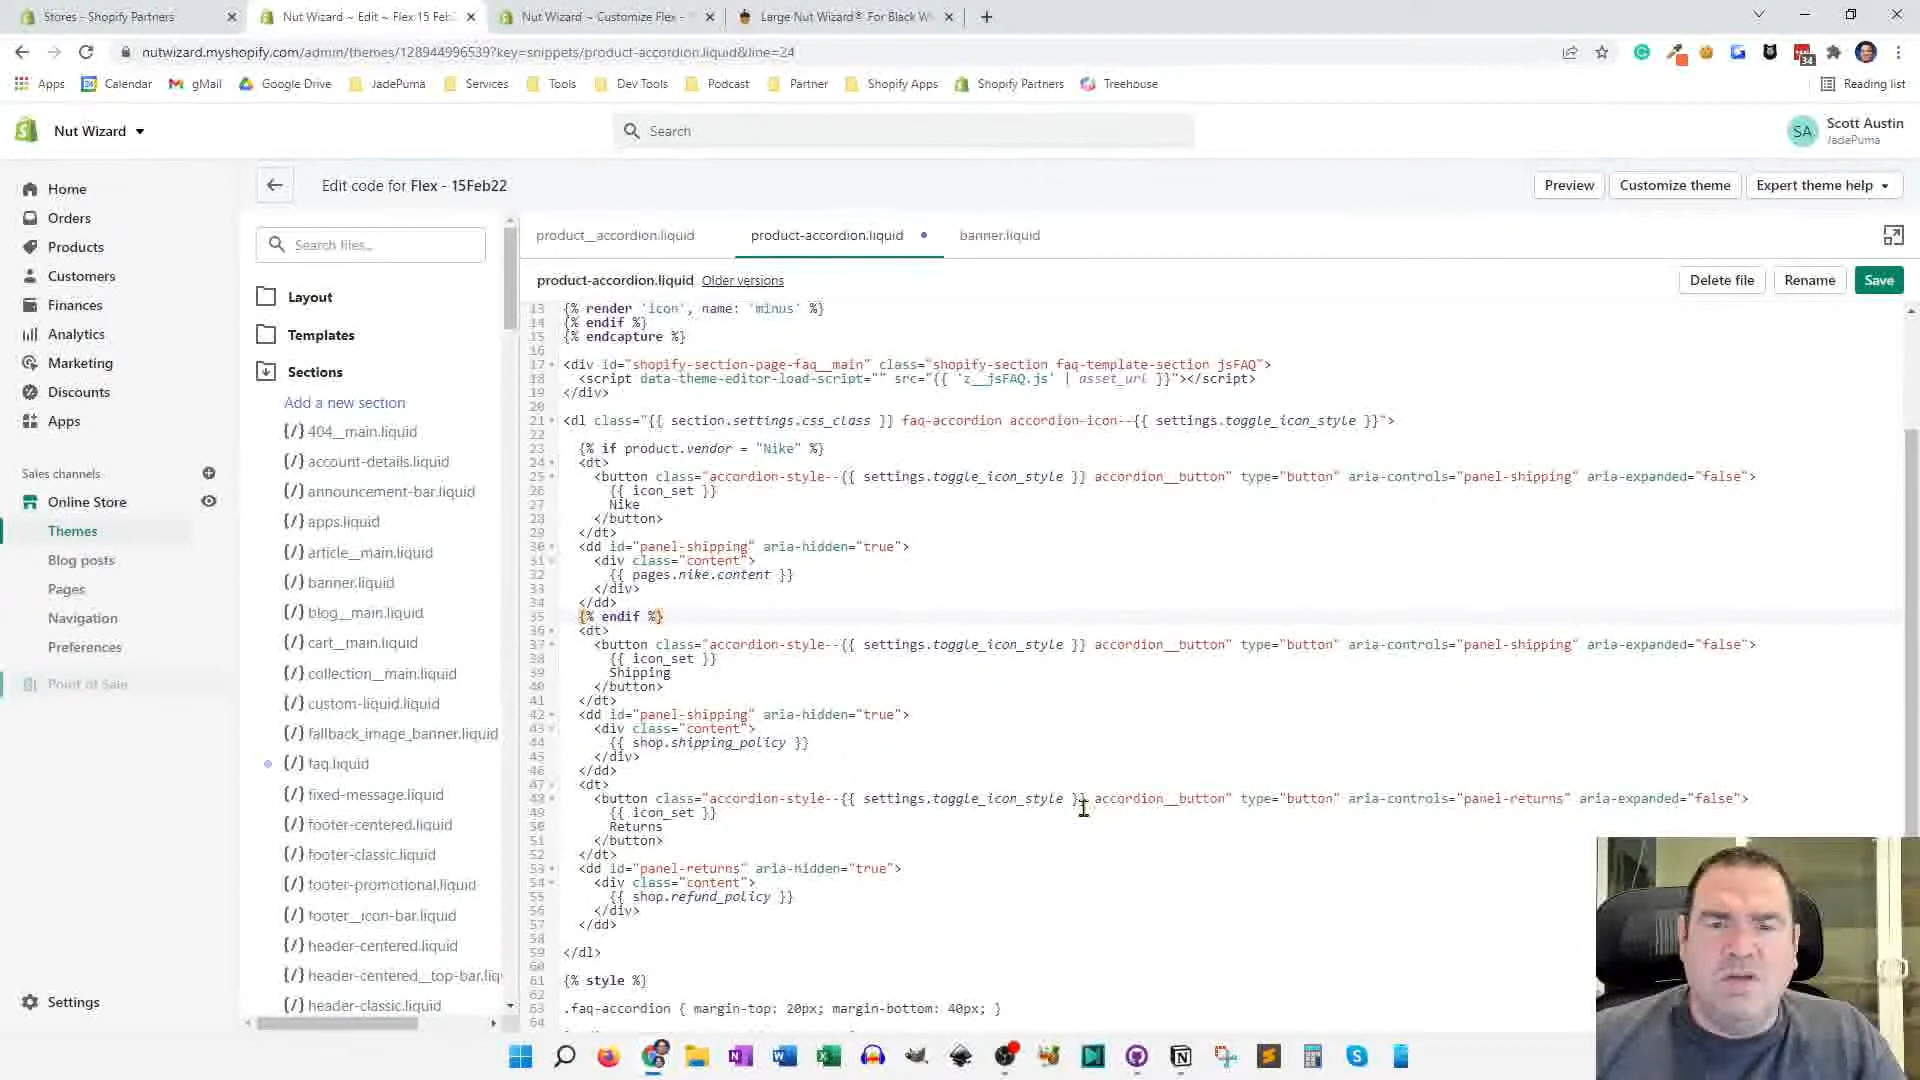 Stores - Shopify Partners
Nut Wizard ~ Edit ~ Flex 15 Feb
Nut Wizard ~ Customize Flex -
Large Nut Wizard® For Black W
nutwizard.myshopify.com/admin/themes/128944996539?key=snippets/product-accordion.liquid&line=24
34
Apps
Calendar
gMail
Google Drive
JadePuma
Services
Tools
Dev Tools
Podcast
Partner
Shopify Apps
Shopify Partners
Treehouse
Reading list
Nut Wizard
Search
SA
Scott Austin
JadePuma
Home
Orders
Products
Customers
Finances
Analytics
Marketing
Discounts
Apps
Sales channels
Online Store
Themes
Blog posts
Pages
Navigation
Preferences
Point of Sale
Settings
Edit code for Flex - 15Feb22
Preview
Customize theme
Expert theme help
Search files...
Layout
Templates
Sections
Add a new section
{/} 404__main.liquid
{/} account-details.liquid
{/} announcement-bar.liquid
{/} apps.liquid
{/} article__main.liquid
{/} banner.liquid
{/} blog__main.liquid
{/} cart__main.liquid
{/} collection__main.liquid
{/} custom-liquid.liquid
{/} fallback_image_banner.liquid
{/} faq.liquid
{/} fixed-message.liquid
{/} footer-centered.liquid
{/} footer-classic.liquid
{/} footer-promotional.liquid
{/} footer__icon-bar.liquid
{/} header-centered.liquid
{/} header-centered__top-bar.liq
{/} header-classic.liquid
product__accordion.liquid
product-accordion.liquid
banner.liquid
product-accordion.liquid Older versions
Delete file
Rename
Save
13 {% render 'icon', name: 'minus' %}
14 {% endif %}
15 {% endcapture %}
16
17 <div id="shopify-section-page-faq__main" class="shopify-section faq-template-section jsFAQ">
18 <script data-theme-editor-load-script="" src="{{ 'z__jsFAQ.js' | asset_url }}"></script>
19 </div>
20
21 <dl class="{{ section.settings.css_class }} faq-accordion accordion-icon--{{ settings.toggle_icon_style }}">
22
23 {% if product.vendor = "Nike" %}
24 <dt>
25 <button class="accordion-style--{{ settings.toggle_icon_style }} accordion__button" type="button" aria-controls="panel-shipping" aria-expanded="false">
26 {{ icon_set }}
27 Nike
28 </button>
29 </dt>
30 <dd id="panel-shipping" aria-hidden="true">
31 <div class="content">
32 {{ pages.nike.content }}
33 </div>
34 </dd>
35 {% endif %}
36 <dt>
37 <button class="accordion-style--{{ settings.toggle_icon_style }} accordion__button" type="button" aria-controls="panel-shipping" aria-expanded="false">
38 {{ icon_set }}
39 Shipping
40 </button>
41 </dt>
42 <dd id="panel-shipping" aria-hidden="true">
43 <div class="content">
44 {{ shop.shipping_policy }}
45 </div>
46 </dd>
47 <dt>
48 <button class="accordion-style--{{ settings.toggle_icon_style }} accordion__button" type="button" aria-controls="panel-returns" aria-expanded="false">
49 {{ icon_set }}
50 Returns
51 </button>
52 </dt>
53 <dd id="panel-returns" aria-hidden="true">
54 <div class="content">
55 {{ shop.refund_policy }}
56 </div>
57 </dd>
58
59 </dl>
60
61 {% style %}
62
63 .faq-accordion { margin-top: 20px; margin-bottom: 40px; }
64